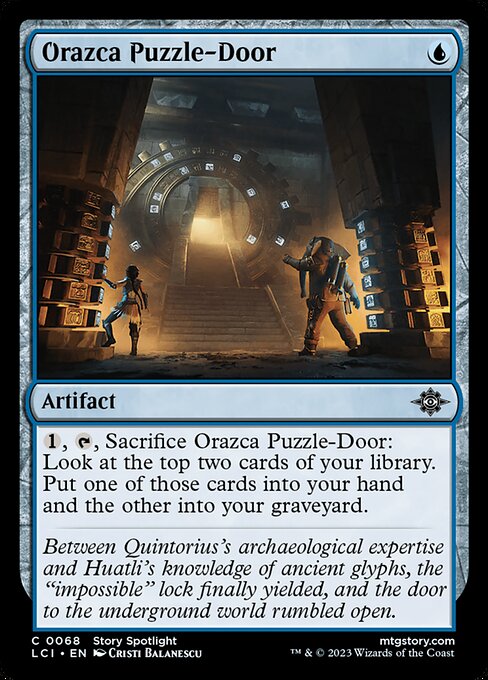 Orazca Puzzle-Door
Artifact
1, , Sacrifice Orazca Puzzle-Door:
Look at the top two cards of your library.
Put one of those cards into your hand
and the other into your graveyard.
Between Quintorius's archaeological expertise
and Huatli's knowledge of ancient glyphs, the
“impossible” lock finally yielded, and the door
to the underground world rumbled open.
C 0068 Story Spotlight mtgstory.com
LCI • EN Cristi Balanescu ™ & © 2023 Wizards of the Coast